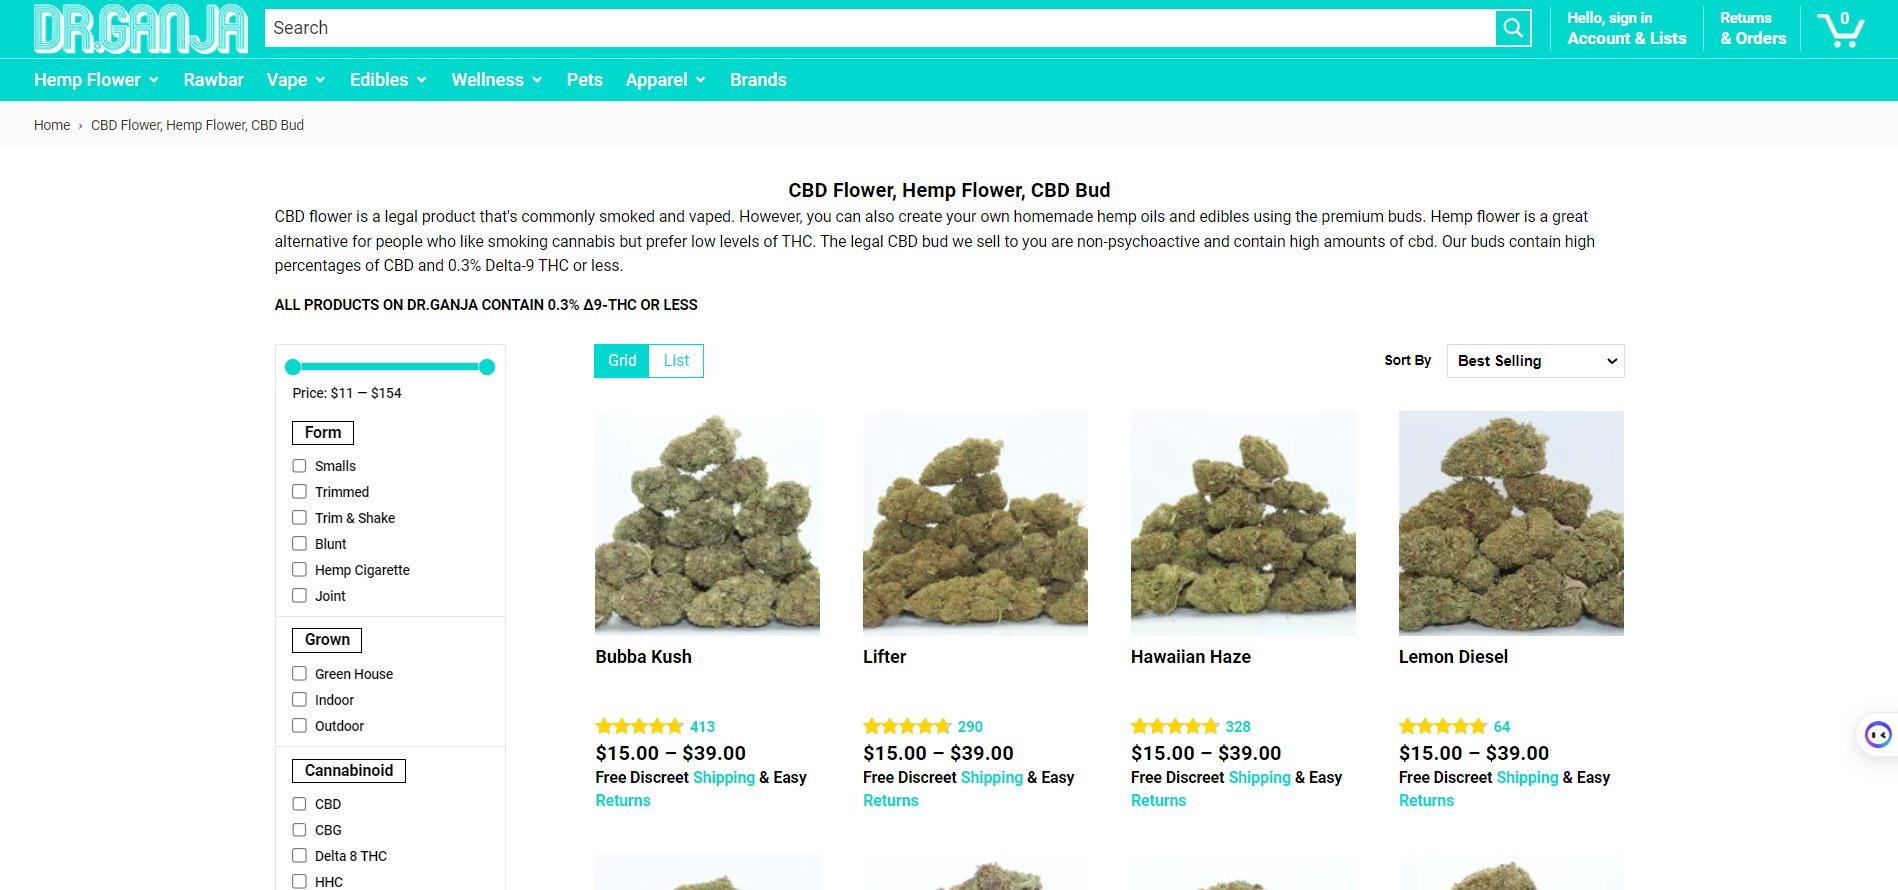 DR.GANJA
Search
Hello, sign in
Account & Lists
Returns
& Orders
0
Hemp Flower
Rawbar
Vape
Edibles
Wellness
Pets
Apparel
Brands
Home › CBD Flower, Hemp Flower, CBD Bud
CBD Flower, Hemp Flower, CBD Bud
CBD flower is a legal product that's commonly smoked and vaped. However, you can also create your own homemade hemp oils and edibles using the premium buds. Hemp flower is a great
alternative for people who like smoking cannabis but prefer low levels of THC. The legal CBD bud we sell to you are non-psychoactive and contain high amounts of cbd. Our buds contain high
percentages of CBD and 0.3% Delta-9 THC or less.
ALL PRODUCTS ON DR.GANJA CONTAIN 0.3% Δ9-THC OR LESS
Price: $11 — $154
Form
Smalls
Trimmed
Trim & Shake
Blunt
Hemp Cigarette
Joint
Grown
Green House
Indoor
Outdoor
Cannabinoid
CBD
CBG
Delta 8 THC
HHC
Grid
List
Sort By
Best Selling
Bubba Kush
413
$15.00 – $39.00
Free Discreet Shipping & Easy
Returns
Lifter
290
$15.00 – $39.00
Free Discreet Shipping & Easy
Returns
Hawaiian Haze
328
$15.00 – $39.00
Free Discreet Shipping & Easy
Returns
Lemon Diesel
64
$15.00 – $39.00
Free Discreet Shipping & Easy
Returns